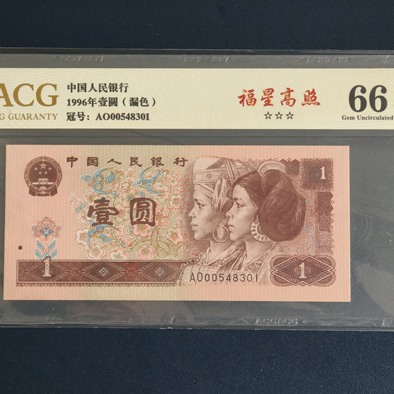 ACG
NG GUARANTY
中国人民银行
1996年壹圆（漏色）
冠号：AO00548301
福星高照
☆☆☆
66
Gem Uncirculated
中国人民银行
壹圆
1
1
AO00548301
1